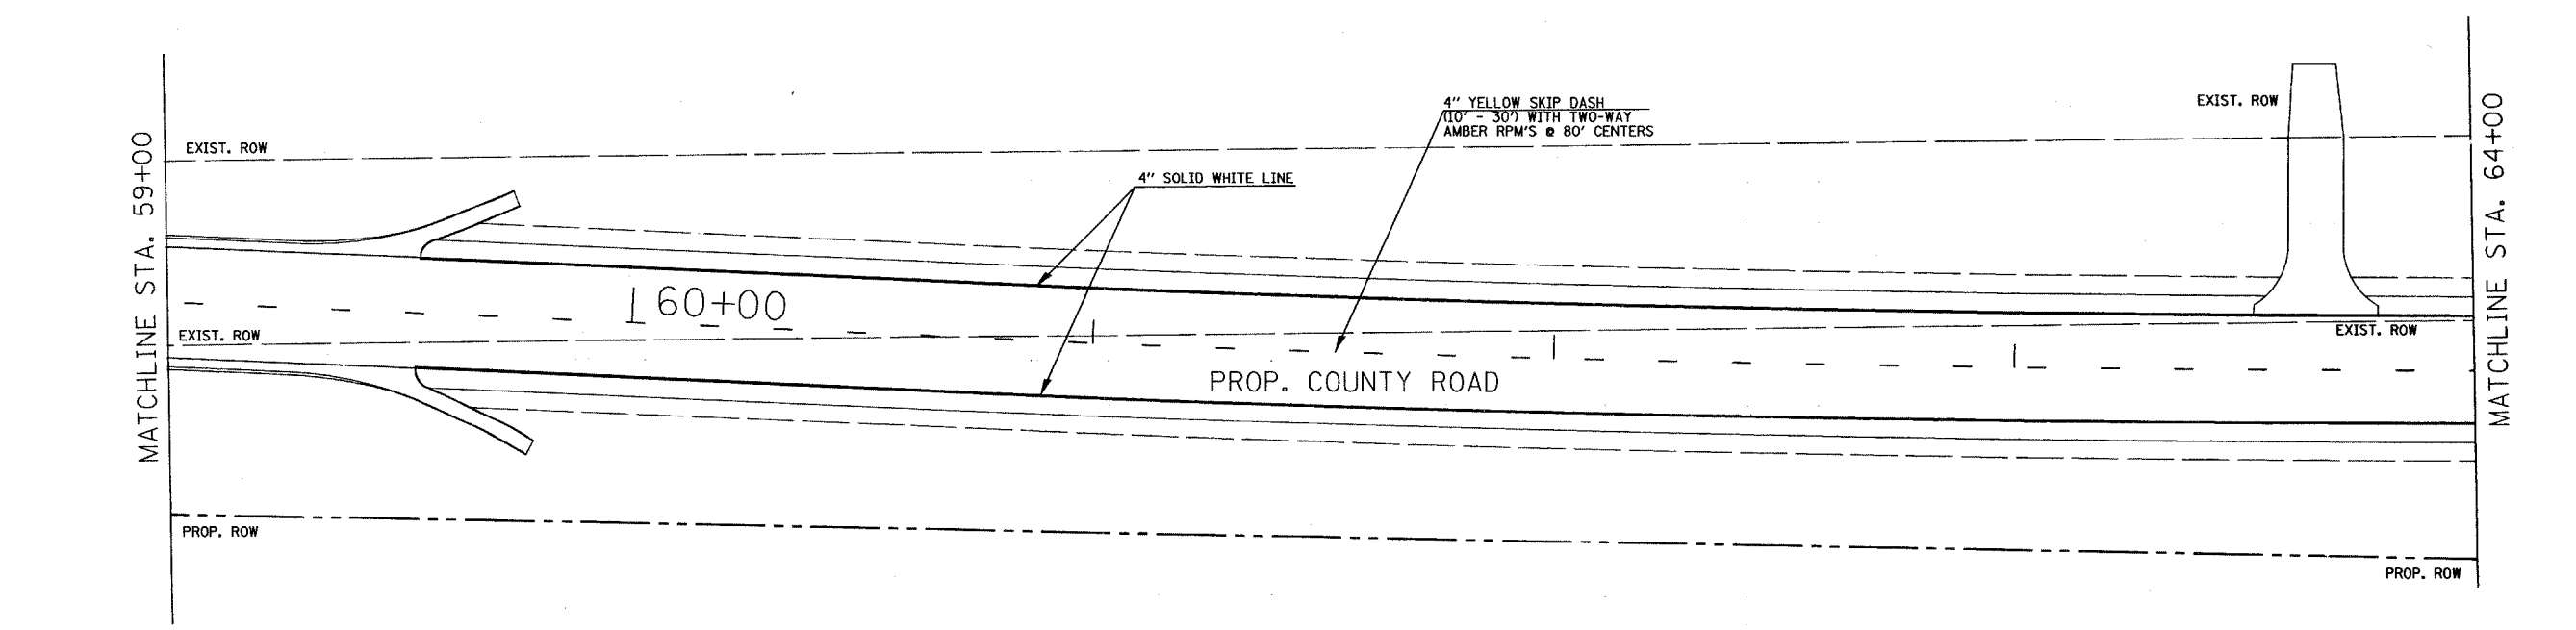 4" YELLOW SKIP DASH
(10' - 30') WITH TWO-WAY
AMBER RPM'S @ 80' CENTERS
EXIST. ROW
EXIST. ROW
4" SOLID WHITE LINE
MATCHLINE STA. 59+00
MATCHLINE STA. 64+00
60+00
EXIST. ROW
EXIST. ROW
PROP. COUNTY ROAD
PROP. ROW
PROP. ROW